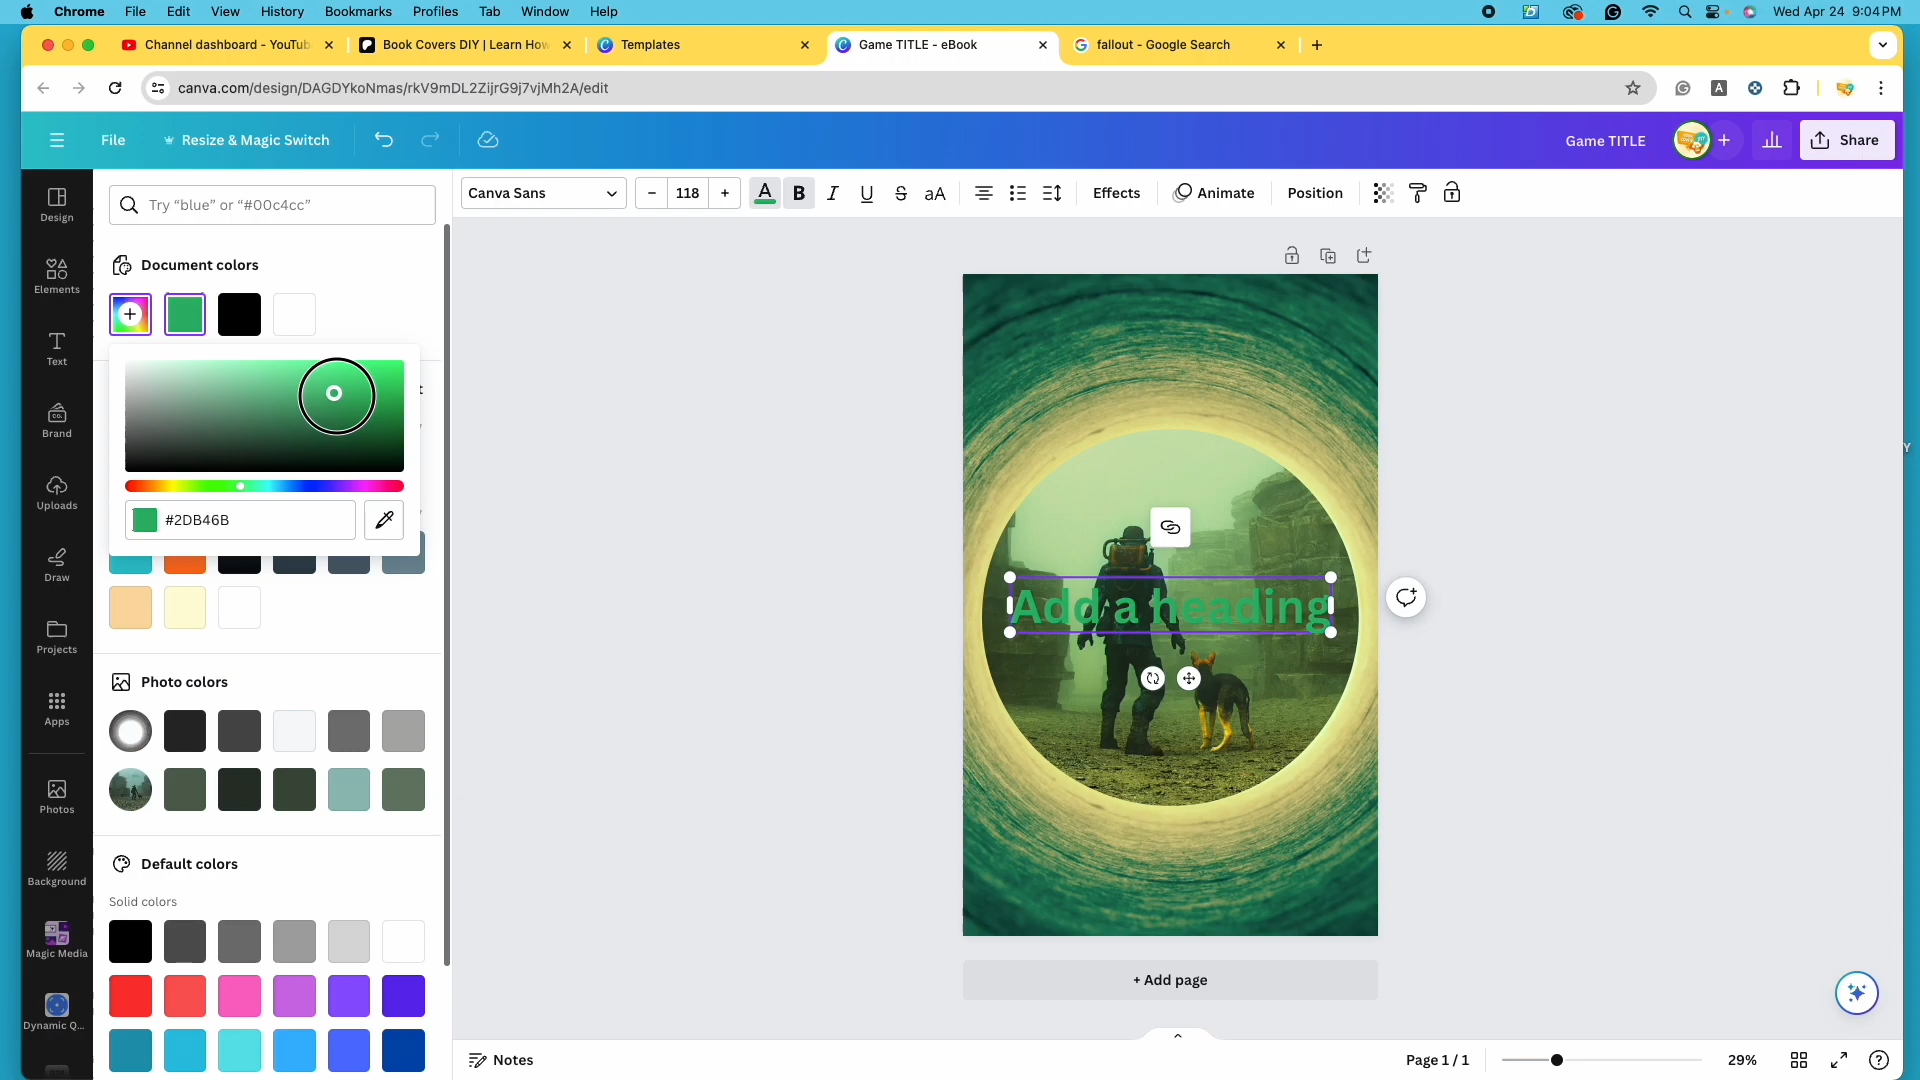 Chrome File Edit View History Bookmarks Profiles Tab Window Help
Wed Apr 24 9:04 PM
Channel dashboard - YouTub
Book Covers DIY | Learn How
Templates
Game TITLE - eBook
fallout - Google Search
canva.com/design/DAGDYkoNmas/rkV9mDL2ZijrG9j7vjMh2A/edit
File
Resize & Magic Switch
Game TITLE
Share
Design
Elements
Text
Brand
Uploads
Draw
Projects
Apps
Photos
Background
Magic Media
Dynamic Q...
Try “blue” or “#00c4cc”
Document colors
#2DB46B
Photo colors
Default colors
Solid colors
Canva Sans
118
A B I U S aA
Effects
Animate
Position
Add a heading
+ Add page
Notes
Page 1 / 1
29%